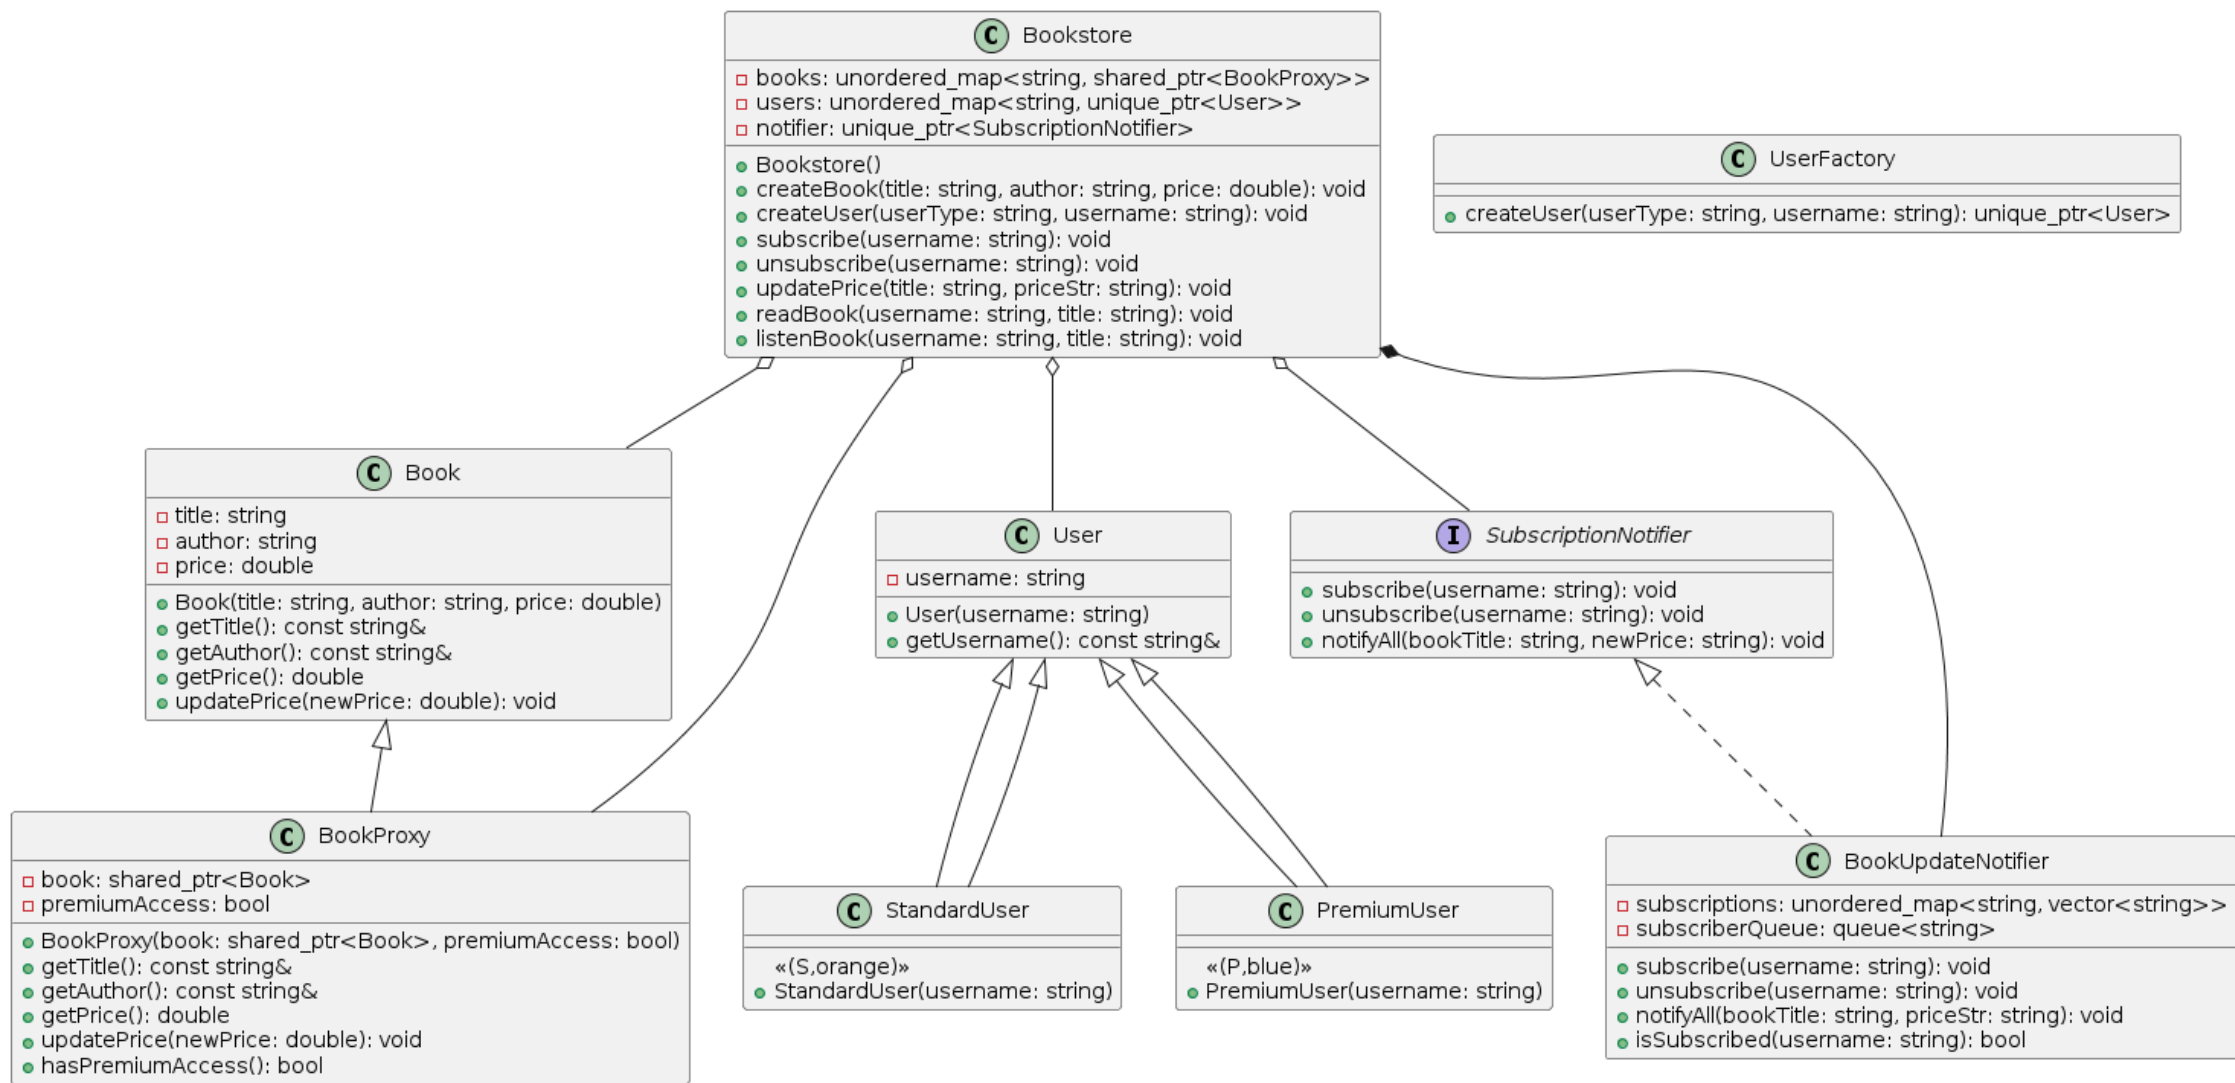 C Bookstore
books: unordered_map<string, shared_ptr<BookProxy>>
users: unordered_map<string, unique_ptr<User>>
notifier: unique_ptr<SubscriptionNotifier>
Bookstore()
createBook(title: string, author: string, price: double): void
createUser(userType: string, username: string): void
subscribe(username: string): void
unsubscribe(username: string): void
updatePrice(title: string, priceStr: string): void
readBook(username: string, title: string): void
listenBook(username: string, title: string): void
C UserFactory
createUser(userType: string, username: string): unique_ptr<User>
C Book
title: string
author: string
price: double
Book(title: string, author: string, price: double)
getTitle(): const string&
getAuthor(): const string&
getPrice(): double
updatePrice(newPrice: double): void
C User
username: string
User(username: string)
getUsername(): const string&
I SubscriptionNotifier
subscribe(username: string): void
unsubscribe(username: string): void
notifyAll(bookTitle: string, newPrice: string): void
C BookProxy
book: shared_ptr<Book>
premiumAccess: bool
BookProxy(book: shared_ptr<Book>, premiumAccess: bool)
getTitle(): const string&
getAuthor(): const string&
getPrice(): double
updatePrice(newPrice: double): void
hasPremiumAccess(): bool
C StandardUser
«(S,orange)»
StandardUser(username: string)
C PremiumUser
«(P,blue)»
PremiumUser(username: string)
C BookUpdateNotifier
subscriptions: unordered_map<string, vector<string>>
subscriberQueue: queue<string>
subscribe(username: string): void
unsubscribe(username: string): void
notifyAll(bookTitle: string, priceStr: string): void
isSubscribed(username: string): bool